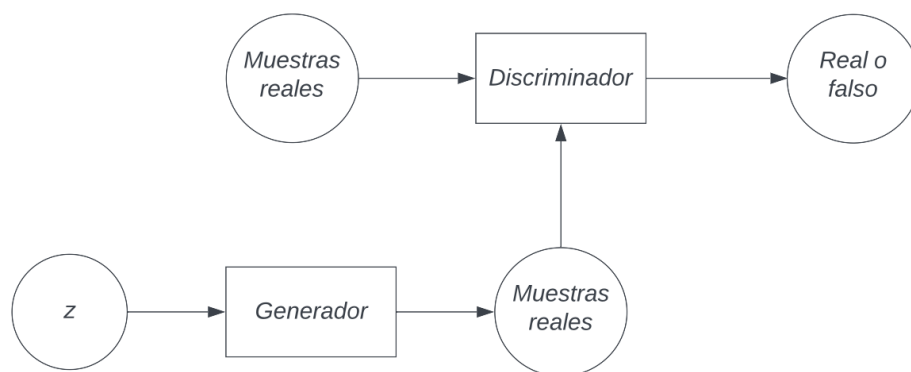 Muestras
reales
Discriminador
Real o
falso
z
Generador
Muestras
reales